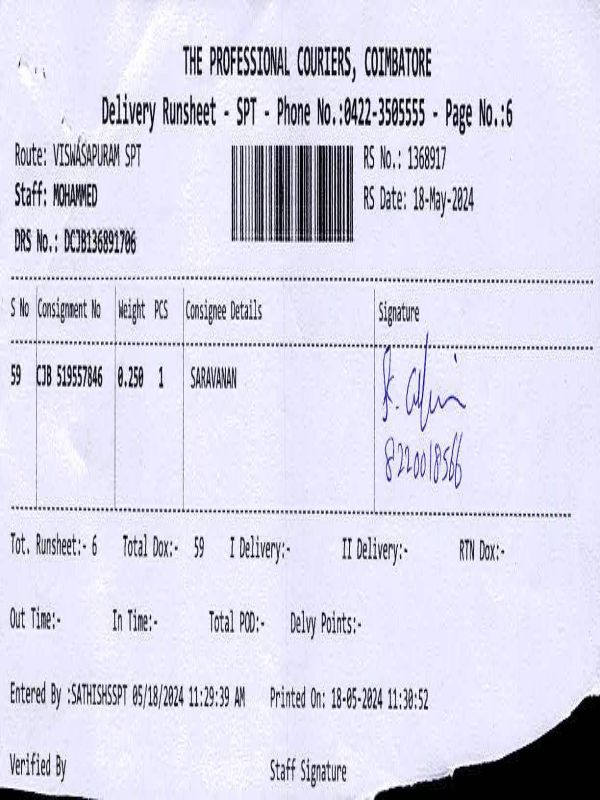 THE PROFESSIONAL COURIERS, COIMBATORE
Delivery Runsheet - SPT - Phone No.:0422-3505555 - Page No.:6
Route: VISWASAPURAM SPT
RS No.: 1368917
Staff: MOHAMMED
RS Date: 18-May-2024
DRS No.: DCJB136891706
S No Consignment No Weight PCS Consignee Details Signature
59 CJB 519557846 0.250 1 SARAVANAN
8220018566
Tot. Runsheet:- 6 Total Dox:- 59 I Delivery:- II Delivery:- RTN Dox:-
Out Time:- In Time:- Total POD:- Delvy Points:-
Entered By :SATHISHSSPT 05/18/2024 11:29:39 AM Printed On: 18-05-2024 11:30:52
Verified By Staff Signature